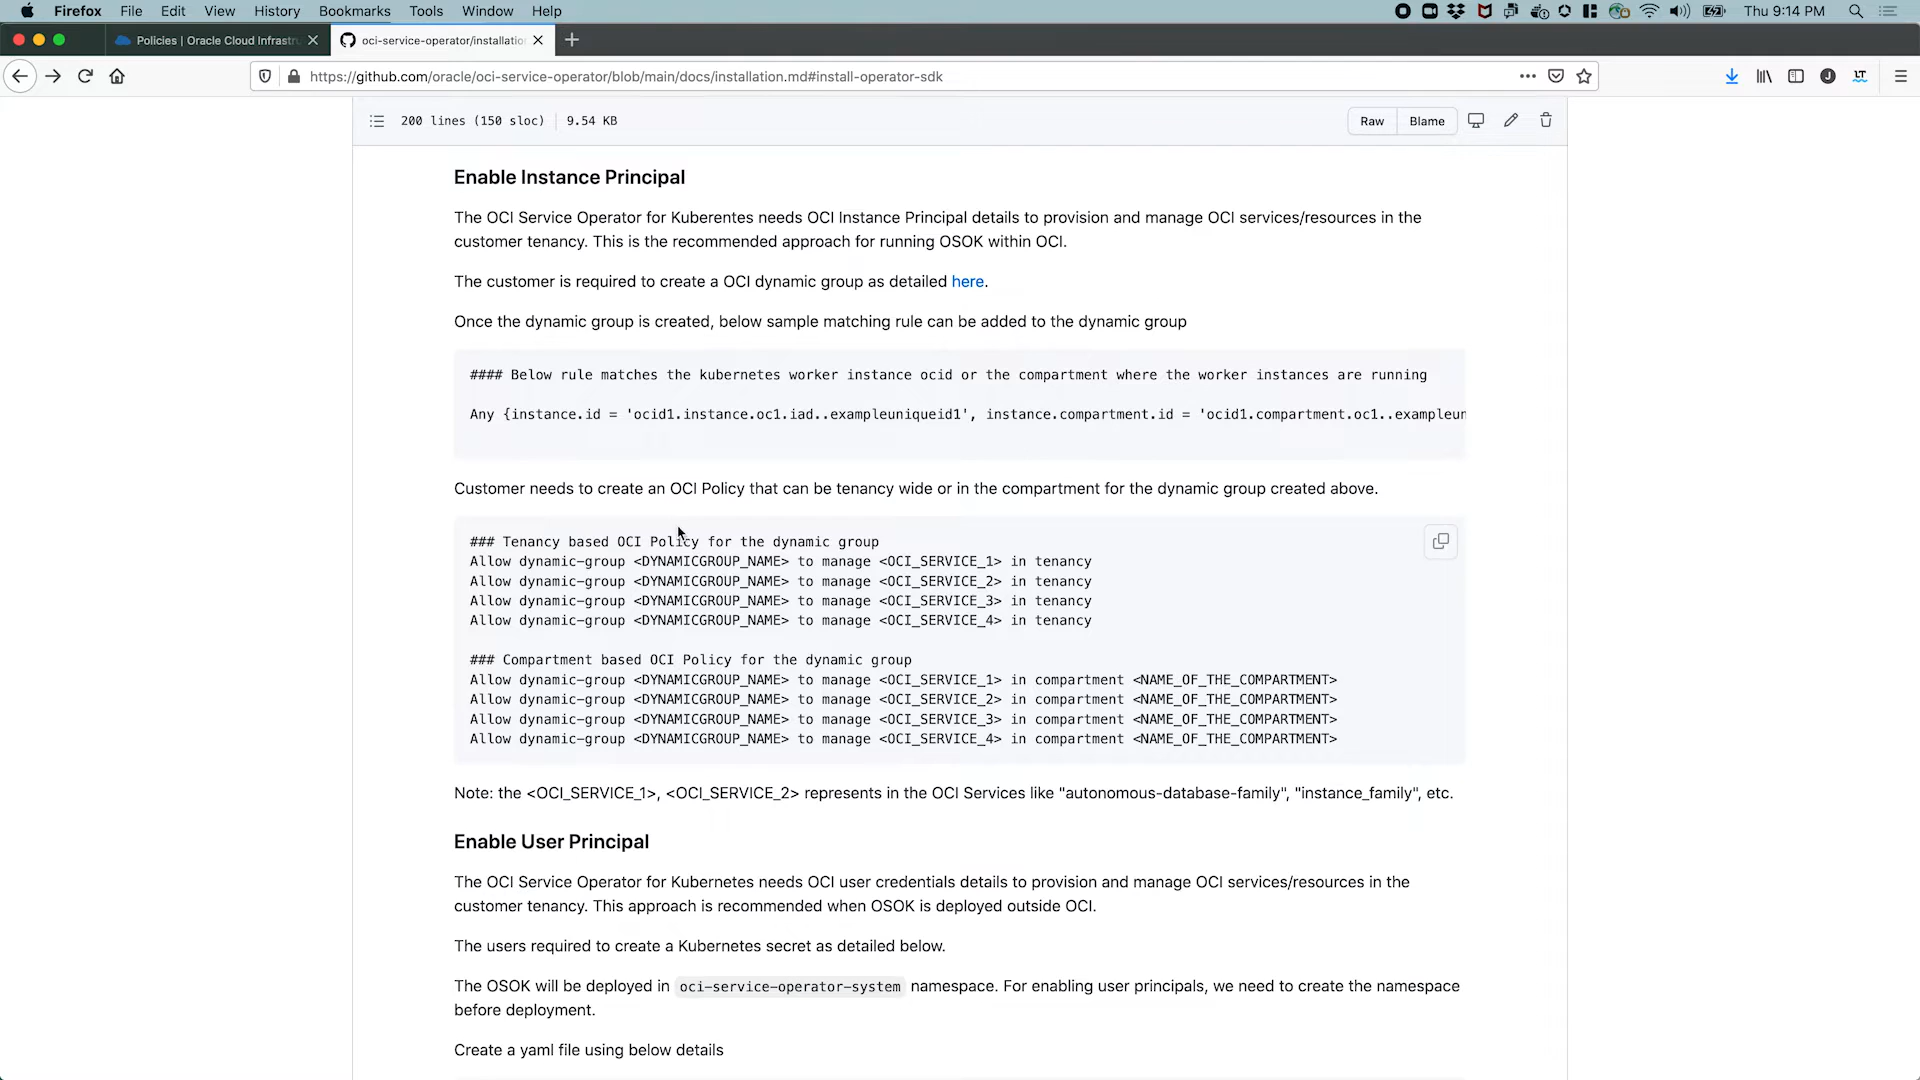 Firefox File Edit View History Bookmarks Tools Window Help Thu 9:14 PM
Policies | Oracle Cloud Infrastru
oci-service-operator/installatio
https://github.com/oracle/oci-service-operator/blob/main/docs/installation.md#install-operator-sdk
200 lines (150 sloc) 9.54 KB Raw Blame
Enable Instance Principal
The OCI Service Operator for Kuberentes needs OCI Instance Principal details to provision and manage OCI services/resources in the
customer tenancy. This is the recommended approach for running OSOK within OCI.
The customer is required to create a OCI dynamic group as detailed here.
Once the dynamic group is created, below sample matching rule can be added to the dynamic group
#### Below rule matches the kubernetes worker instance ocid or the compartment where the worker instances are running
Any {instance.id = 'ocid1.instance.oc1.iad..exampleuniqueid1', instance.compartment.id = 'ocid1.compartment.oc1..exampleun
Customer needs to create an OCI Policy that can be tenancy wide or in the compartment for the dynamic group created above.
### Tenancy based OCI Policy for the dynamic group
Allow dynamic-group <DYNAMICGROUP_NAME> to manage <OCI_SERVICE_1> in tenancy
Allow dynamic-group <DYNAMICGROUP_NAME> to manage <OCI_SERVICE_2> in tenancy
Allow dynamic-group <DYNAMICGROUP_NAME> to manage <OCI_SERVICE_3> in tenancy
Allow dynamic-group <DYNAMICGROUP_NAME> to manage <OCI_SERVICE_4> in tenancy
### Compartment based OCI Policy for the dynamic group
Allow dynamic-group <DYNAMICGROUP_NAME> to manage <OCI_SERVICE_1> in compartment <NAME_OF_THE_COMPARTMENT>
Allow dynamic-group <DYNAMICGROUP_NAME> to manage <OCI_SERVICE_2> in compartment <NAME_OF_THE_COMPARTMENT>
Allow dynamic-group <DYNAMICGROUP_NAME> to manage <OCI_SERVICE_3> in compartment <NAME_OF_THE_COMPARTMENT>
Allow dynamic-group <DYNAMICGROUP_NAME> to manage <OCI_SERVICE_4> in compartment <NAME_OF_THE_COMPARTMENT>
Note: the <OCI_SERVICE_1>, <OCI_SERVICE_2> represents in the OCI Services like "autonomous-database-family", "instance_family", etc.
Enable User Principal
The OCI Service Operator for Kubernetes needs OCI user credentials details to provision and manage OCI services/resources in the
customer tenancy. This approach is recommended when OSOK is deployed outside OCI.
The users required to create a Kubernetes secret as detailed below.
The OSOK will be deployed in oci-service-operator-system namespace. For enabling user principals, we need to create the namespace
before deployment.
Create a yaml file using below details